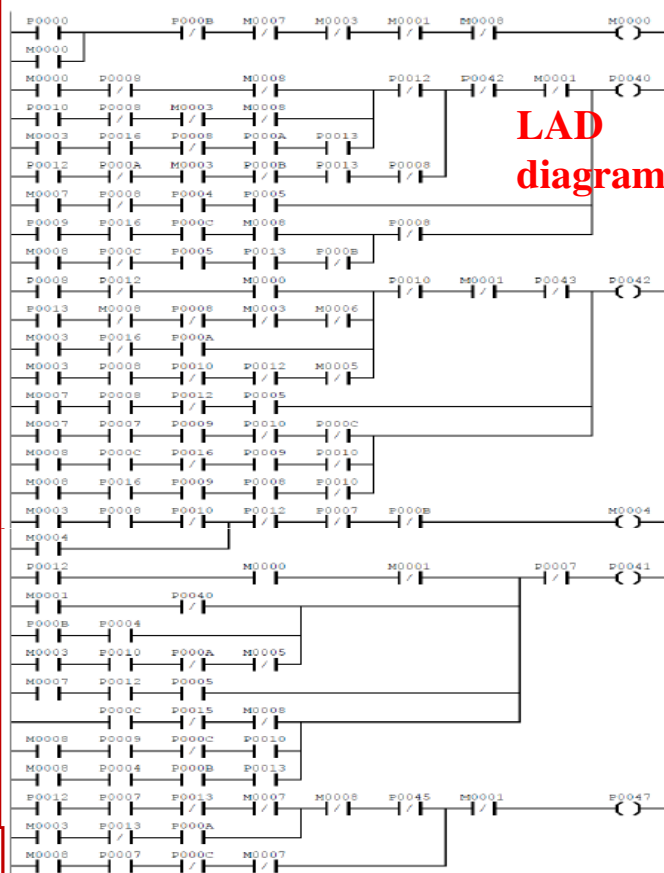 P0000 P000B M0007 M0003 M0001 M0008 M0000
M0000
M0000 P0008 M0008 P0012 P0042 M0001 P0040
P0010 P0008 M0003 M0008
LAD
M0003 P0016 P0008 P000A P0013
P0012 P000A M0003 P000B P0013 P0008
diagram
M0007 P0008 P0004 P0005
P0009 P0016 P000C M0008 P0008
M0008 P000C P0005 P0013 P000B
P0012 M0000 P0010 M0001 P0043 P0042
P0013 M0008 P0008 M0003 M0006
M0003 P0016 P000A
M0003 P0008 P0010 P0012 M0005
M0007 P0008 P0012 P0005
M0007 P0007 P0009 P0010 P000C
M0008 P000C P0016 P0009 P0010
M0008 P0016 P0009 P0008 P0010
M0003 P0008 P0010 P0012 P0007 P000B M0004
M0004
P0012 M0000 M0001 P0007 P0041
M0001 P0040
P000B P0004
M0003 P0010 P000A M0005
M0007 P0012 P0005
P000C P0015 M0008
M0008 P0009 P000C P0010
M0008 P0004 P000B P0013
P0012 P0007 P0013 M0007 M0008 P0045 M0001 P0047
M0003 P0013 P000A
M0008 P0007 P000C M0007